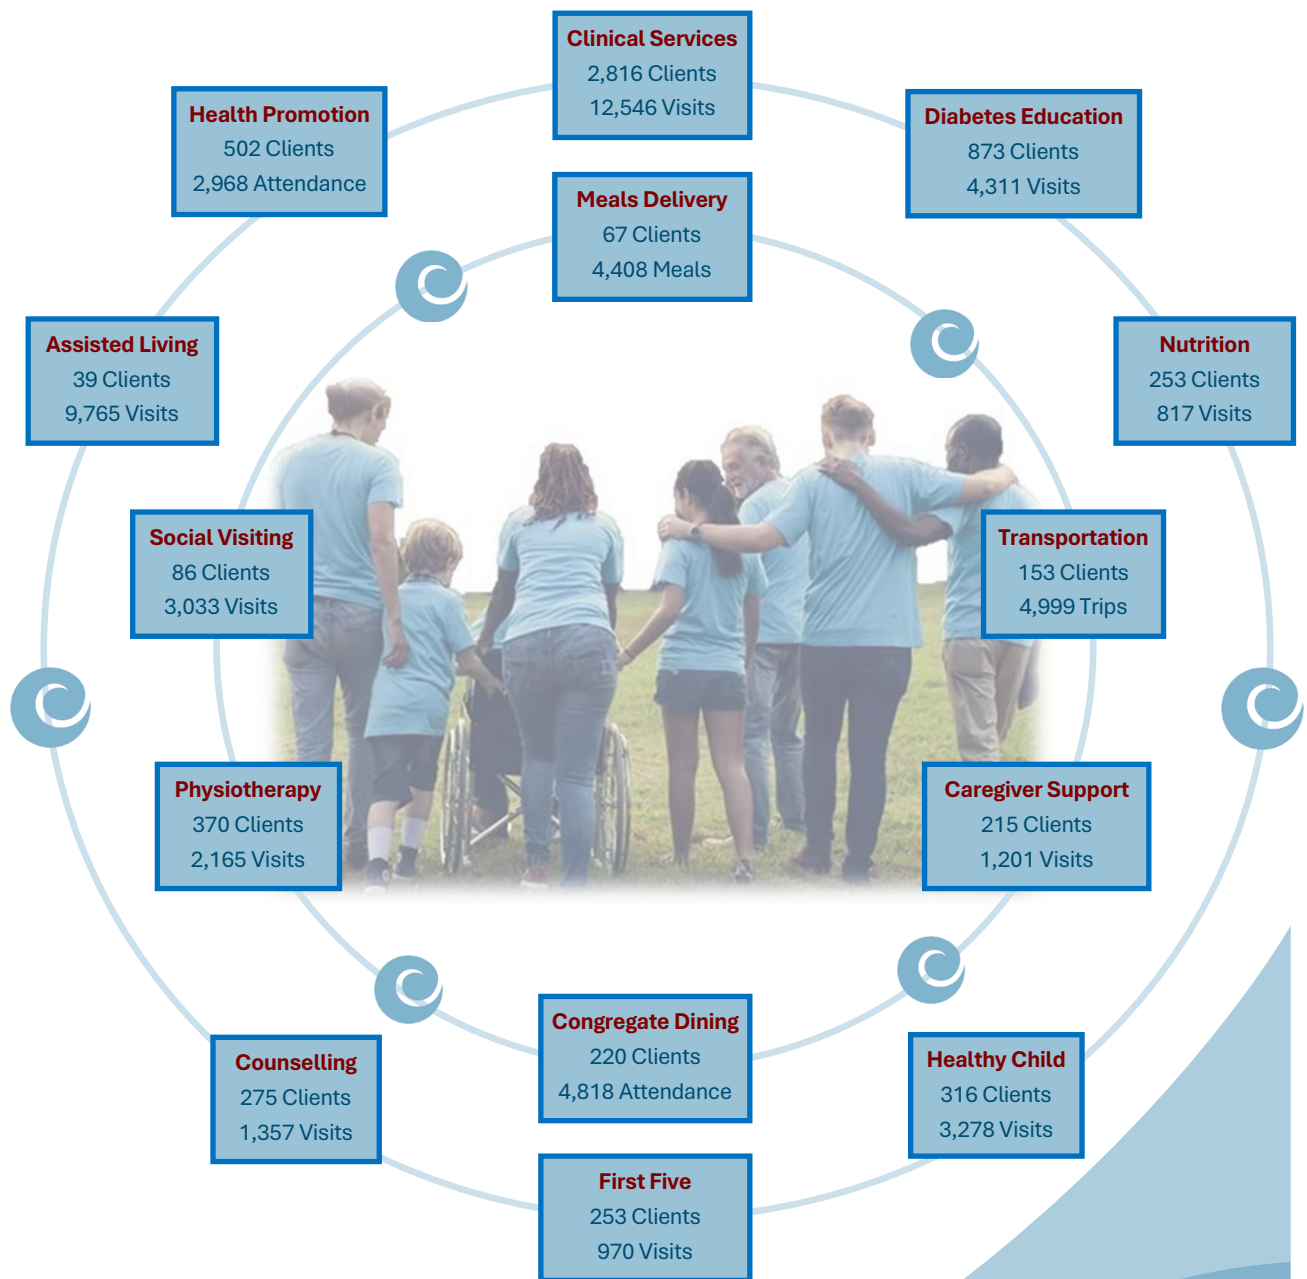 Clinical Services
2,816 Clients
12,546 Visits
Health Promotion
502 Clients
2,968 Attendance
Diabetes Education
873 Clients
4,311 Visits
Meals Delivery
67 Clients
4,408 Meals
Assisted Living
39 Clients
9,765 Visits
Nutrition
253 Clients
817 Visits
Social Visiting
86 Clients
3,033 Visits
Transportation
153 Clients
4,999 Trips
Physiotherapy
370 Clients
2,165 Visits
Caregiver Support
215 Clients
1,201 Visits
Congregate Dining
220 Clients
4,818 Attendance
Counselling
275 Clients
1,357 Visits
Healthy Child
316 Clients
3,278 Visits
First Five
253 Clients
970 Visits